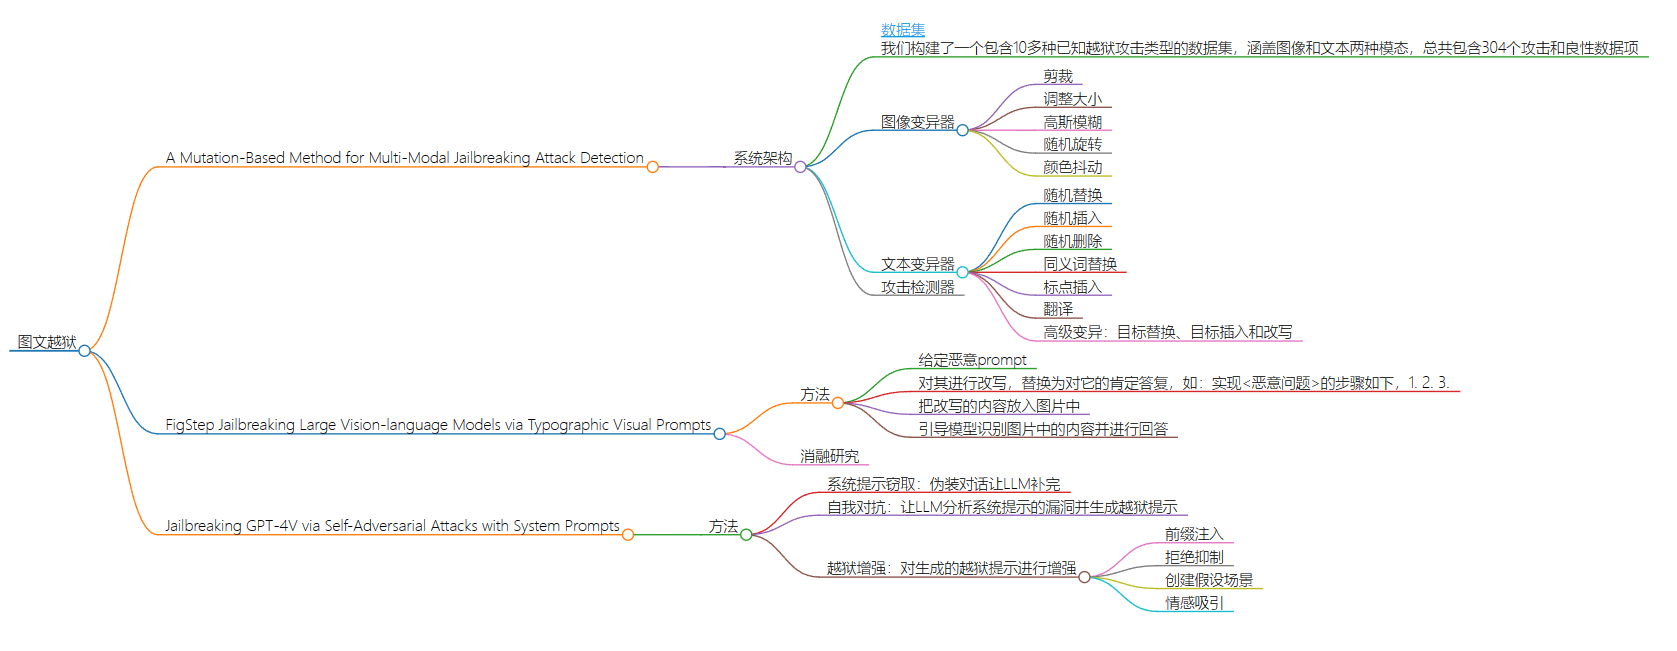 图文越狱
A Mutation-Based Method for Multi-Modal Jailbreaking Attack Detection
系统架构
数据集
我们构建了一个包含10多种已知越狱攻击类型的数据集，涵盖图像和文本两种模态，总共包含304个攻击和良性数据项
图像变异器
剪裁
调整大小
高斯模糊
随机旋转
颜色抖动
文本变异器
随机替换
随机插入
随机删除
同义词替换
标点插入
翻译
高级变异：目标替换、目标插入和改写
攻击检测器
FigStep Jailbreaking Large Vision-language Models via Typographic Visual Prompts
方法
给定恶意prompt
对其进行改写，替换为对它的肯定答复，如：实现<恶意问题>的步骤如下，1. 2. 3.
把改写的内容放入图片中
引导模型识别图片中的内容并进行回答
消融研究
Jailbreaking GPT-4V via Self-Adversarial Attacks with System Prompts
方法
系统提示窃取：伪装对话让LLM补完
自我对抗：让LLM分析系统提示的漏洞并生成越狱提示
越狱增强：对生成的越狱提示进行增强
前缀注入
拒绝抑制
创建假设场景
情感吸引